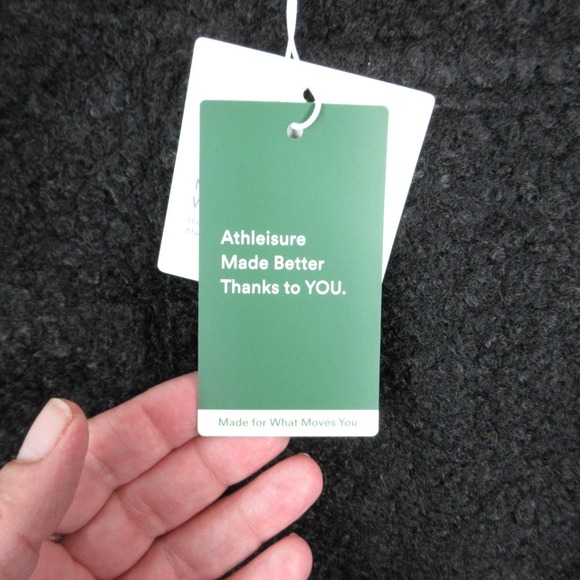 Athleisure
Made Better
Thanks to YOU.
Made for What Moves You